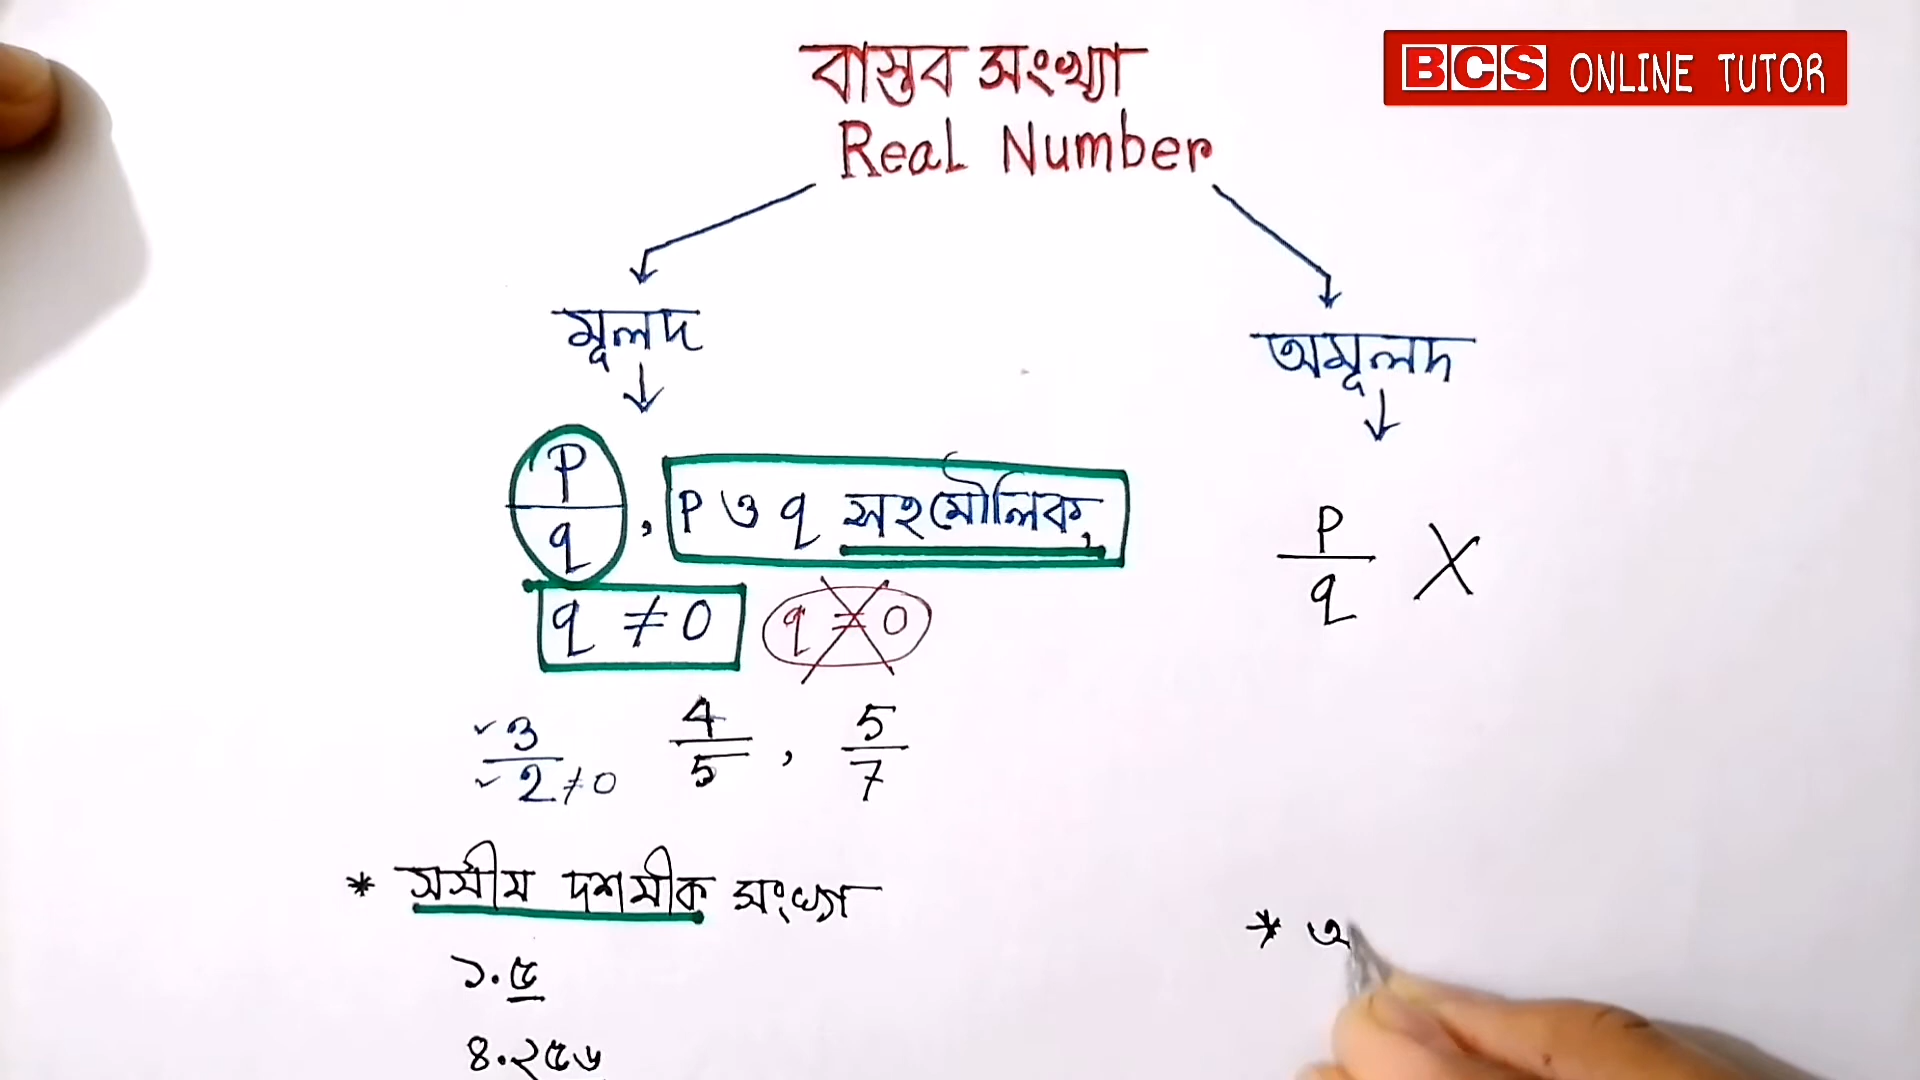 BCS ONLINE TUTOR
বাস্তব সংখ্যা
Real Number
মূলদ
অমূলদ
P/q , P ও q সহমৌলিক,
q ≠ 0 q = 0
P/q X
3/2 ≠ 0 4/5 , 5/7
* সসীম দশমীক সংখ্যা
১.৫
* অ
৪.২৫৬